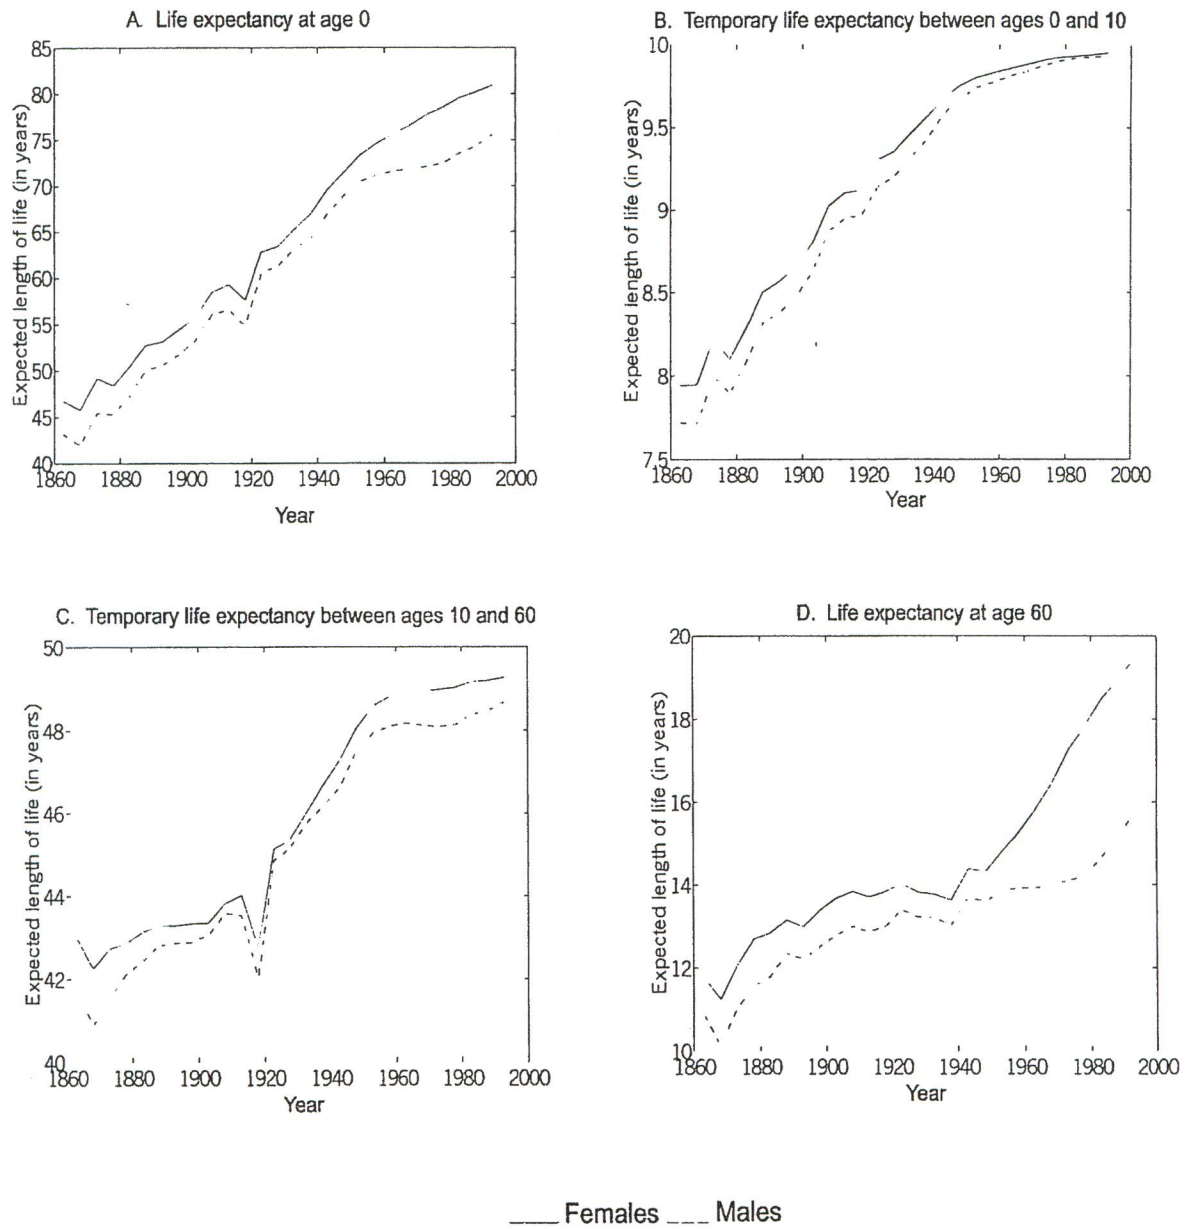 A. Life expectancy at age 0
85
80
75
70
65
60
55
50
45
40
Expected length of life (in years)
1860 1880 1900 1920 1940 1960 1980 2000
Year
B. Temporary life expectancy between ages 0 and 10
10
9.5
9
8.5
8
7.5
Expected length of life (in years)
1860 1880 1900 1920 1940 1960 1980 2000
Year
C. Temporary life expectancy between ages 10 and 60
50
48
46
44
42
40
Expected length of life (in years)
1860 1880 1900 1920 1940 1960 1980 2000
Year
D. Life expectancy at age 60
20
18
16
14
12
10
Expected length of life (in years)
1860 1880 1900 1920 1940 1960 1980 2000
Year
Females Males